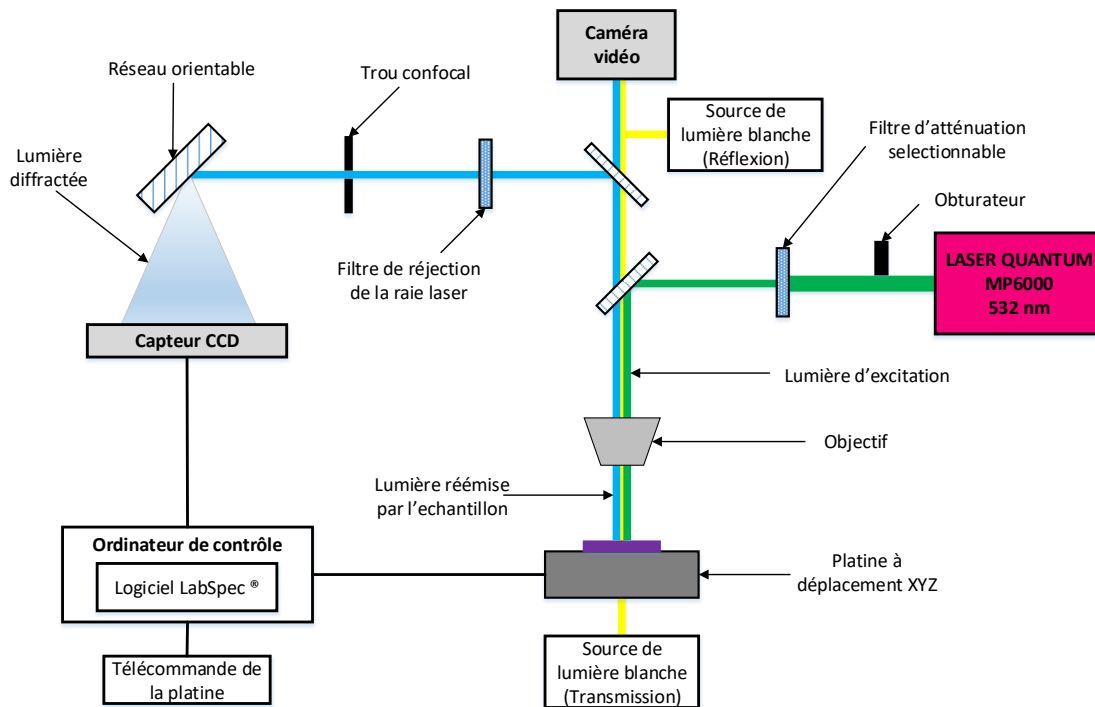 Caméra
vidéo
Réseau orientable
Trou confocal
Source de
lumière blanche
(Réflexion)
Filtre d’atténuation
selectionnable
Lumière
diffractée
Obturateur
Filtre de réjection
de la raie laser
LASER QUANTUM
MP6000
532 nm
Capteur CCD
Lumière d’excitation
Objectif
Lumière réémise
par l’echantillon
Ordinateur de contrôle
Logiciel LabSpec ®
Platine à
déplacement XYZ
Télécommande de
la platine
Source de
lumière blanche
(Transmission)